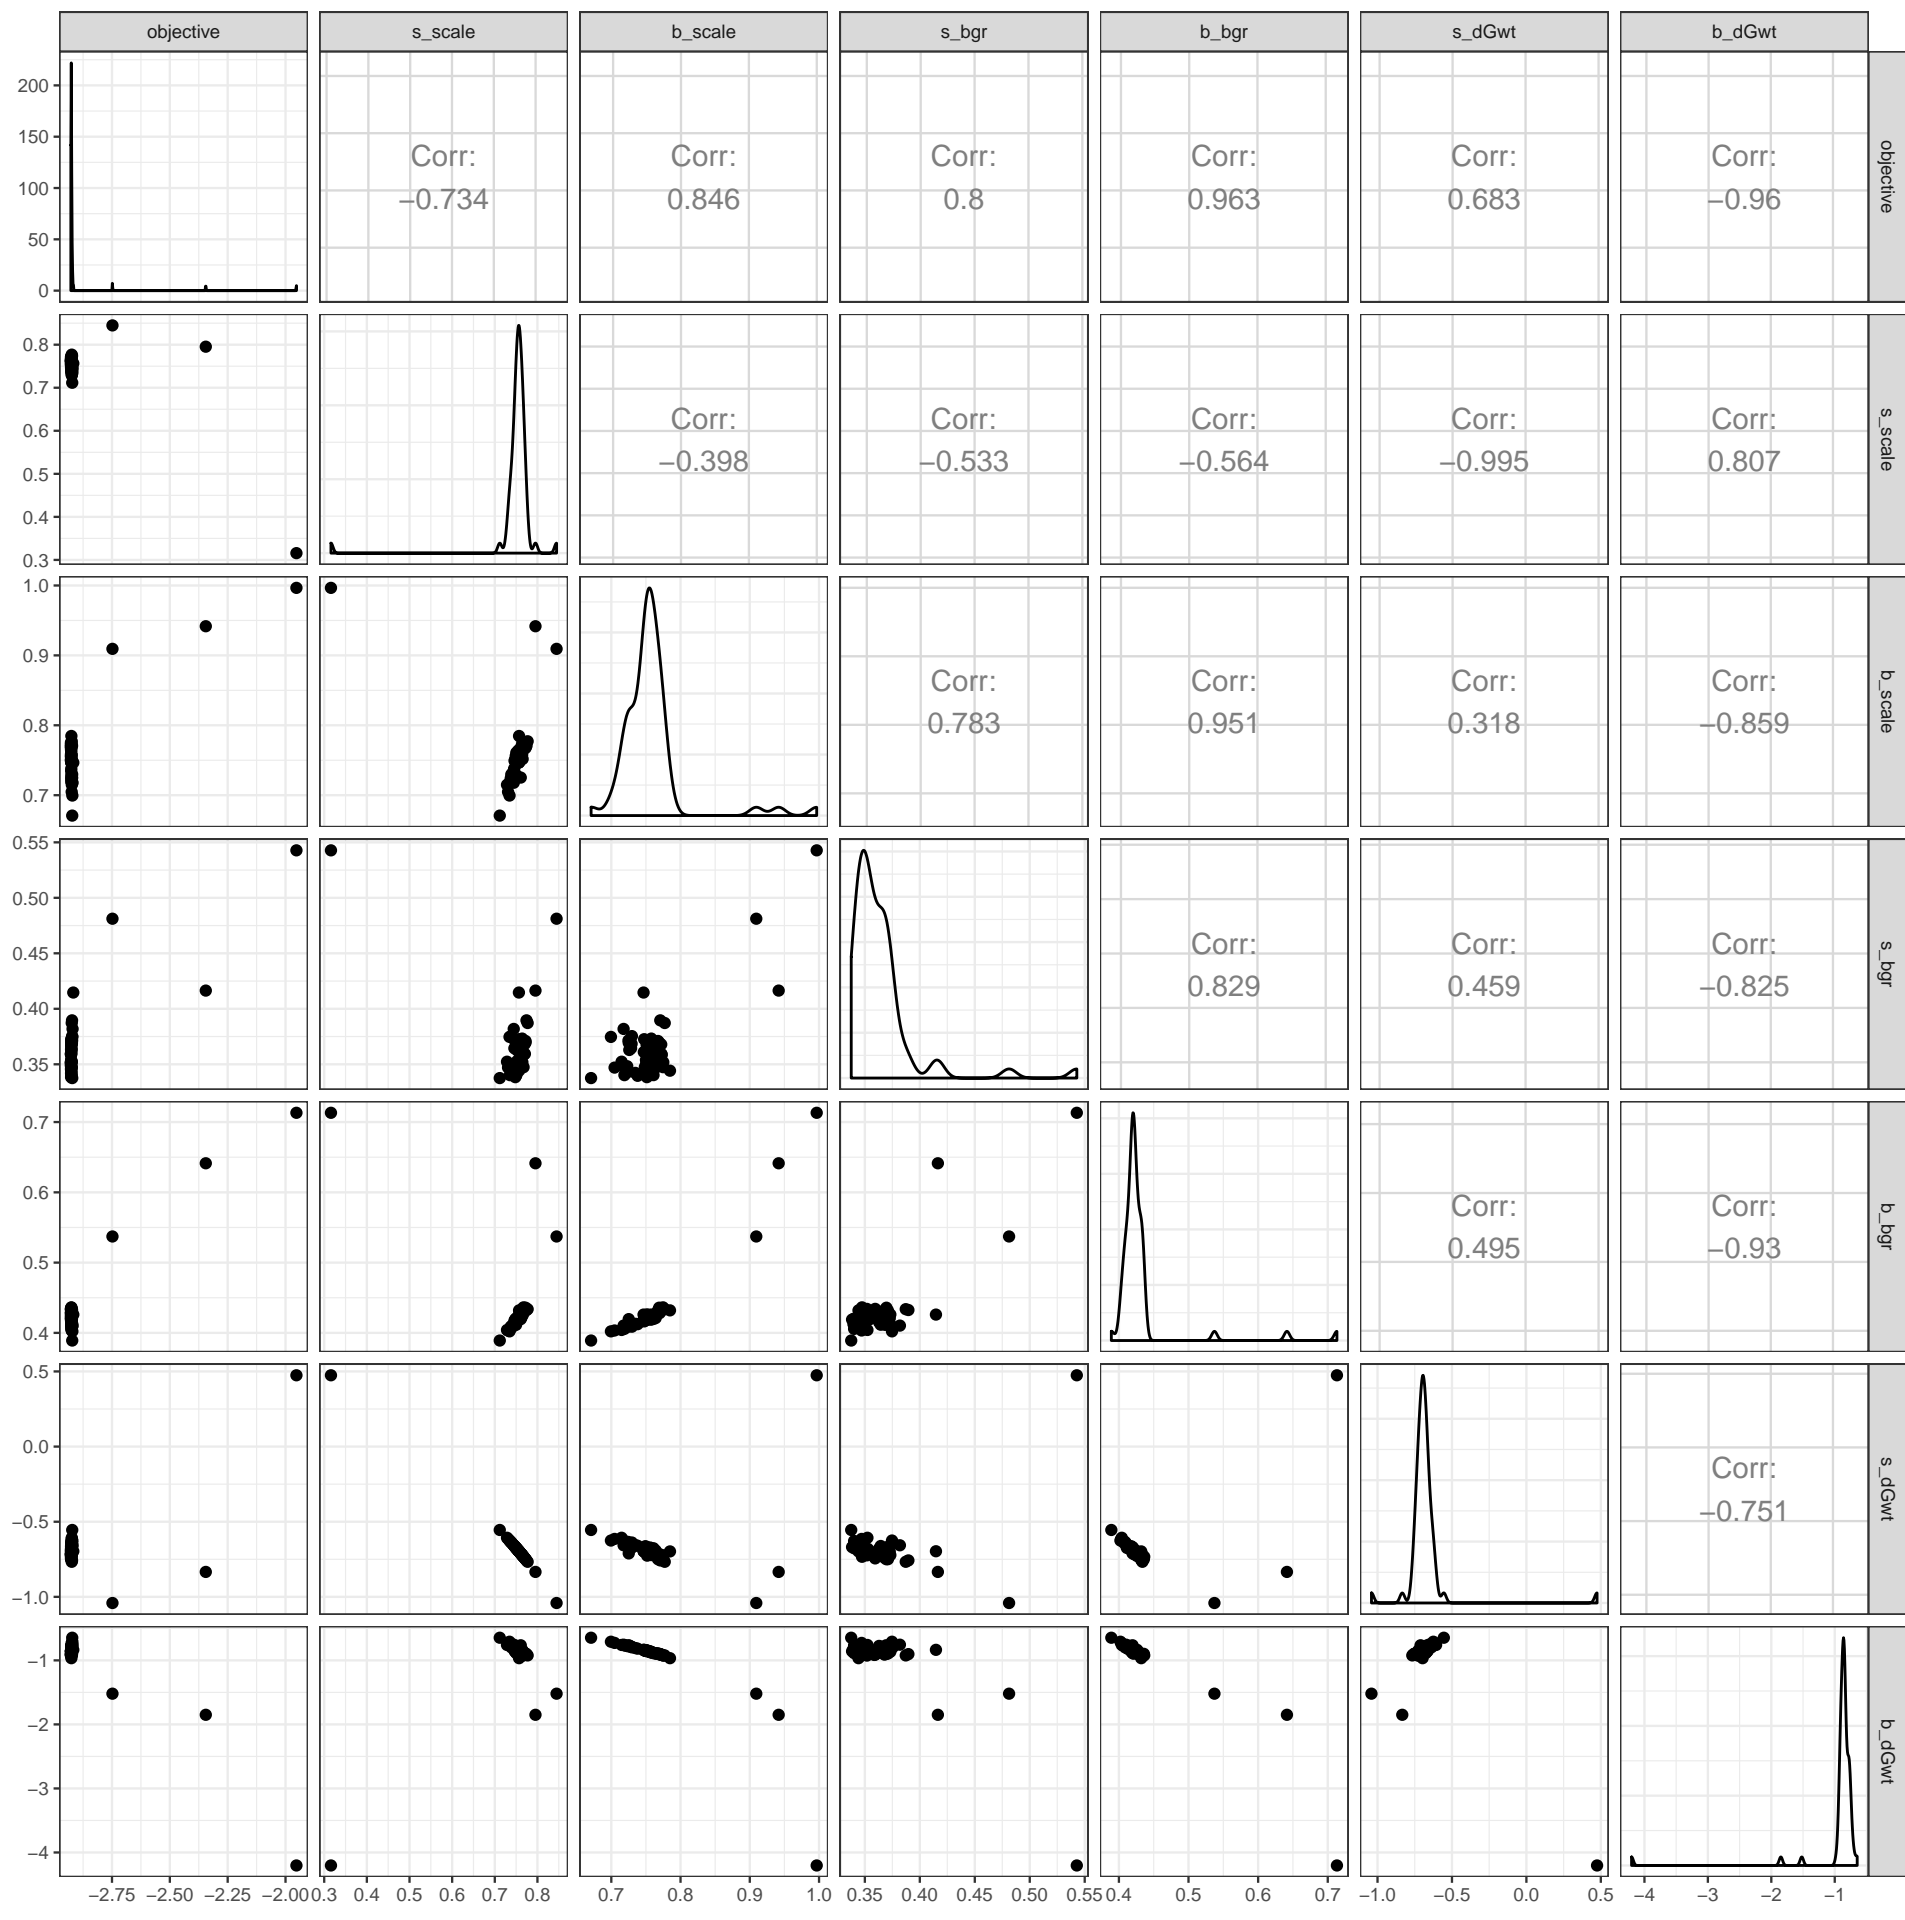 objective s_scale b_scale s_bgr b_bgr s_dGwt b_dGwt
200
150
100
50
0
Corr:
−0.734
Corr:
0.846
Corr:
0.8
Corr:
0.963
Corr:
0.683
Corr:
−0.96
objective
0.8
0.7
0.6
0.5
0.4
0.3
Corr:
−0.398
Corr:
−0.533
Corr:
−0.564
Corr:
−0.995
Corr:
0.807
s_scale
1.0
0.9
0.8
0.7
Corr:
0.783
Corr:
0.951
Corr:
0.318
Corr:
−0.859
b_scale
0.55
0.50
0.45
0.40
0.35
Corr:
0.829
Corr:
0.459
Corr:
−0.825
s_bgr
0.7
0.6
0.5
0.4
Corr:
0.495
Corr:
−0.93
b_bgr
0.5
0.0
−0.5
−1.0
Corr:
−0.751
s_dGwt
−1
−2
−3
−4
b_dGwt
−2.75 −2.50 −2.25 −2.00 0.3 0.4 0.5 0.6 0.7 0.8 0.7 0.8 0.9 1.0 0.35 0.40 0.45 0.50 0.55 0.4 0.5 0.6 0.7 −1.0 −0.5 0.0 0.5 −4 −3 −2 −1